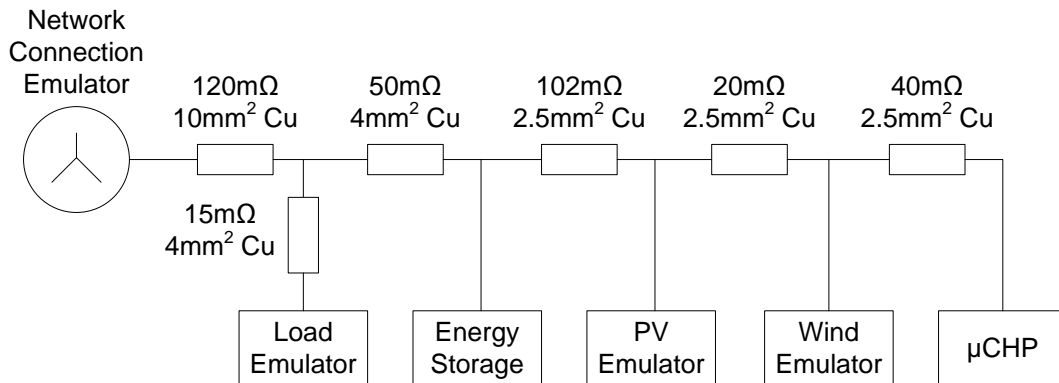 Network
Connection
Emulator
120mΩ
10mm² Cu
50mΩ
4mm² Cu
102mΩ
2.5mm² Cu
20mΩ
2.5mm² Cu
40mΩ
2.5mm² Cu
15mΩ
4mm² Cu
Load
Emulator
Energy
Storage
PV
Emulator
Wind
Emulator
μCHP